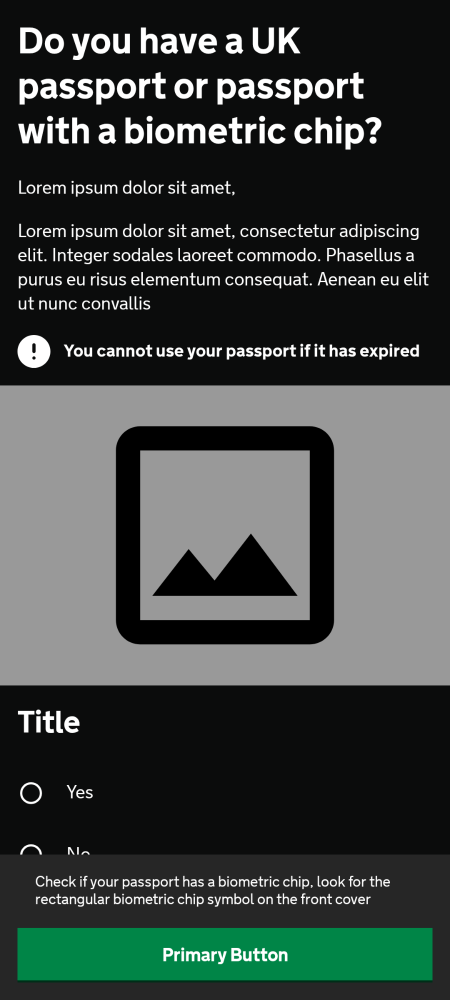 Do you have a UK
passport or passport
with a biometric chip?
Lorem ipsum dolor sit amet,
Lorem ipsum dolor sit amet, consectetur adipiscing
elit. Integer sodales laoreet commodo. Phasellus a
purus eu risus elementum consequat. Aenean eu elit
ut nunc convallis
! You cannot use your passport if it has expired
Title
Yes
No
Check if your passport has a biometric chip, look for the
rectangular biometric chip symbol on the front cover
Primary Button